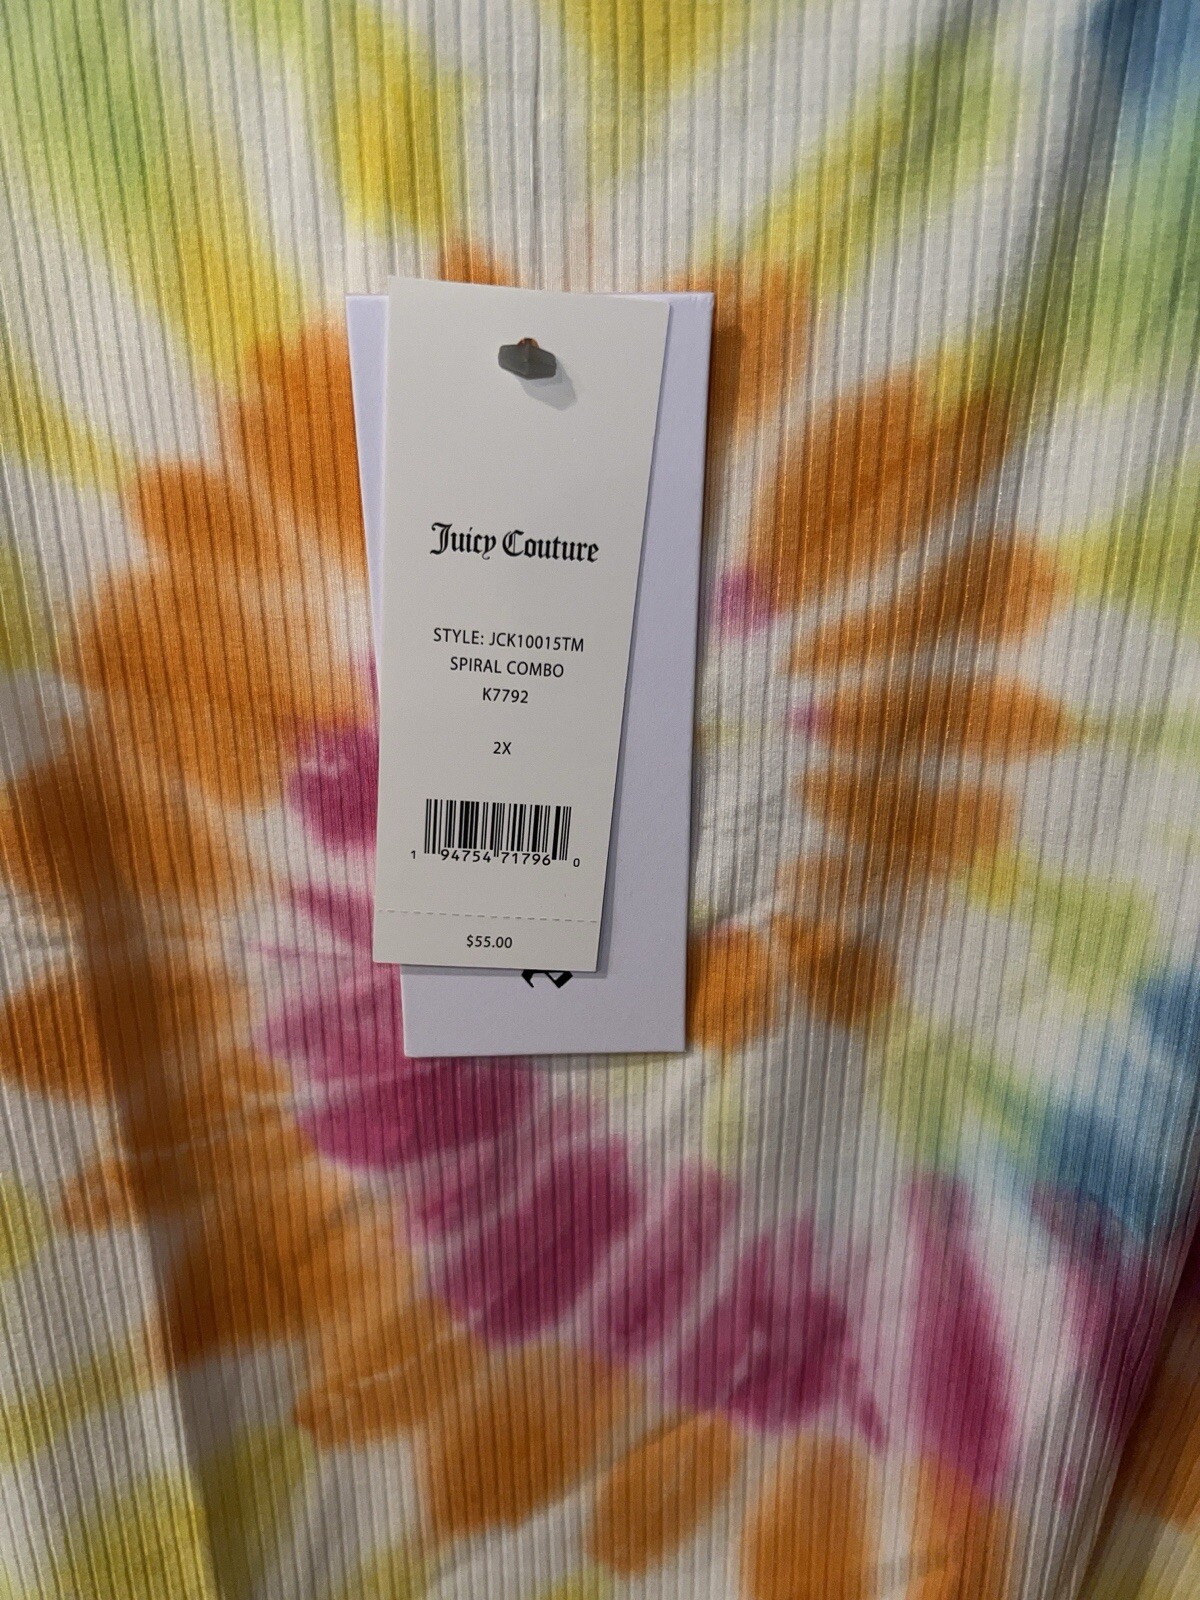 Juicy Couture
STYLE: JCK10015TM
SPIRAL COMBO
K7792
2X
1 94754 71796 0
$55.00